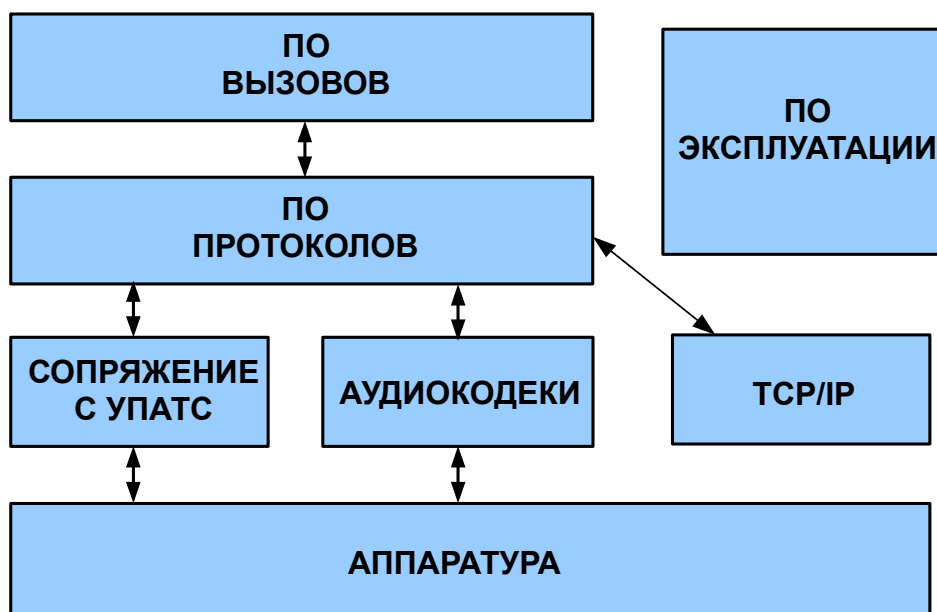 ПО
ВЫЗОВОВ
ПО
ЭКСПЛУАТАЦИИ
ПО
ПРОТОКОЛОВ
СОПРЯЖЕНИЕ
С УПАТС
АУДИОКОДЕКИ
TCP/IP
АППАРАТУРА